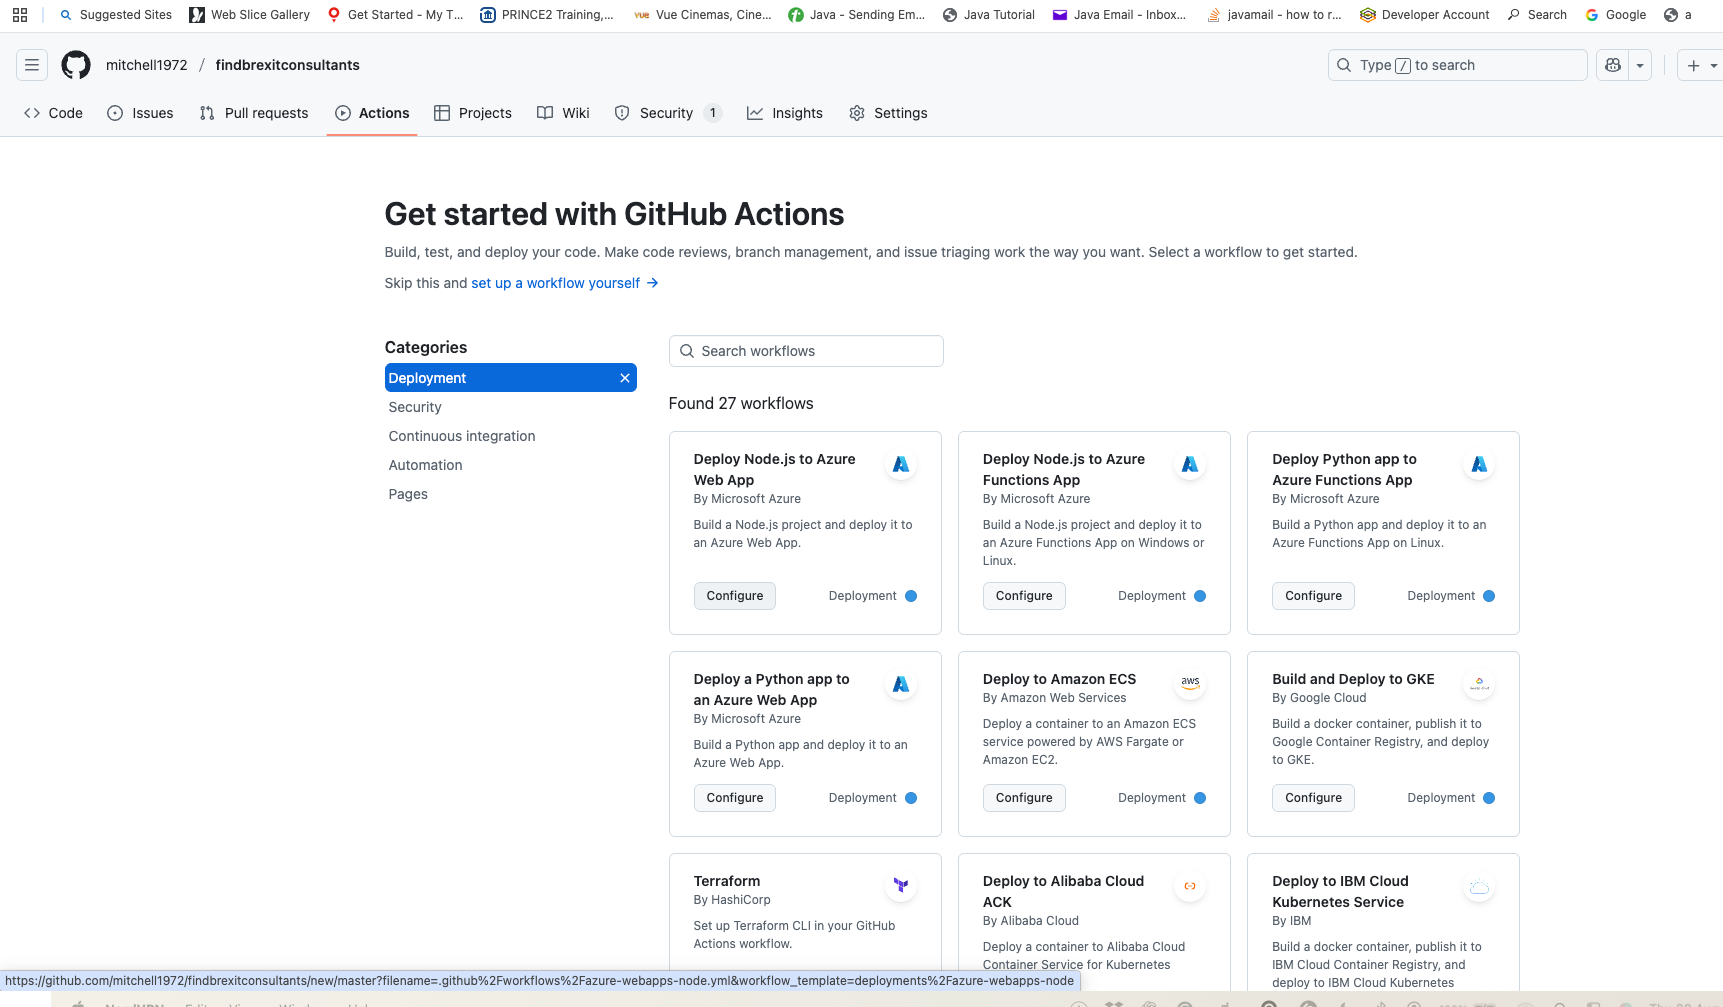 Suggested Sites
Web Slice Gallery
Get Started - My T...
PRINCE2 Training,...
vue Vue Cinemas, Cine...
Java - Sending Em...
Java Tutorial
Java Email - Inbox...
javamail - how to r...
Developer Account
Search
Google
a
mitchell1972 / findbrexitconsultants
Type / to search
Code
Issues
Pull requests
Actions
Projects
Wiki
Security 1
Insights
Settings
Get started with GitHub Actions
Build, test, and deploy your code. Make code reviews, branch management, and issue triaging work the way you want. Select a workflow to get started.
Skip this and set up a workflow yourself →
Categories
Deployment
Security
Continuous integration
Automation
Pages
Search workflows
Found 27 workflows
Deploy Node.js to Azure
Web App
By Microsoft Azure
Build a Node.js project and deploy it to
an Azure Web App.
Configure
Deployment
Deploy Node.js to Azure
Functions App
By Microsoft Azure
Build a Node.js project and deploy it to
an Azure Functions App on Windows or
Linux.
Configure
Deployment
Deploy Python app to
Azure Functions App
By Microsoft Azure
Build a Python app and deploy it to an
Azure Functions App on Linux.
Configure
Deployment
Deploy a Python app to
an Azure Web App
By Microsoft Azure
Build a Python app and deploy it to an
Azure Web App.
Configure
Deployment
Deploy to Amazon ECS
By Amazon Web Services
aws
Deploy a container to an Amazon ECS
service powered by AWS Fargate or
Amazon EC2.
Configure
Deployment
Build and Deploy to GKE
By Google Cloud
Build a docker container, publish it to
Google Container Registry, and deploy
to GKE.
Configure
Deployment
Terraform
By HashiCorp
Set up Terraform CLI in your GitHub
Actions workflow.
Deploy to Alibaba Cloud
ACK
By Alibaba Cloud
Deploy a container to Alibaba Cloud
Container Service for Kubernetes
Deploy to IBM Cloud
Kubernetes Service
By IBM
Build a docker container, publish it to
IBM Cloud Container Registry, and
deploy to IBM Cloud Kubernetes
https://github.com/mitchell1972/findbrexitconsultants/new/master?filename=.github%2Fworkflows%2Fazure-webapps-node.yml&workflow_template=deployments%2Fazure-webapps-node